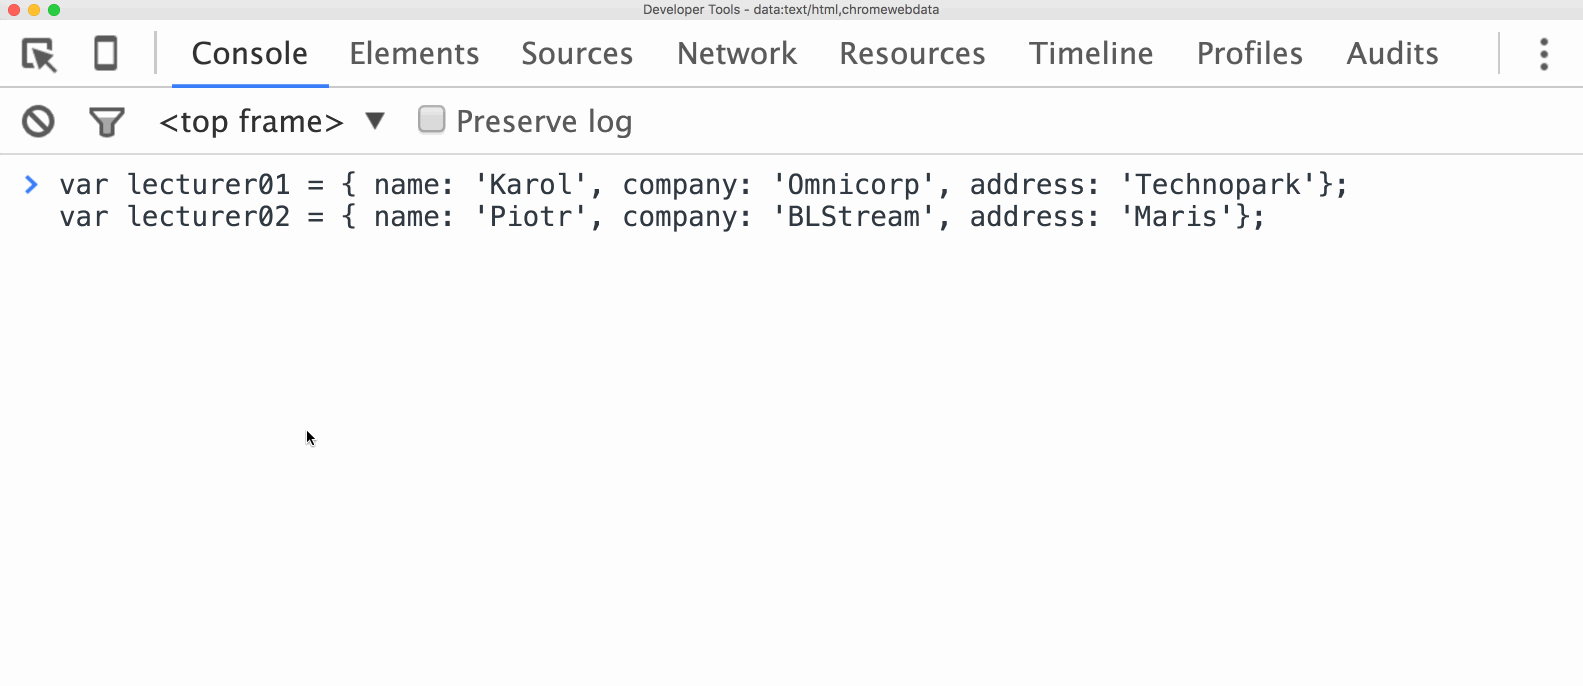 Developer Tools - data:text/html,chromewebdata
Console Elements Sources Network Resources Timeline Profiles Audits
<top frame> ▼ Preserve log
var lecturer01 = { name: 'Karol', company: 'Omnicorp', address: 'Technopark'};
var lecturer02 = { name: 'Piotr', company: 'BLStream', address: 'Maris'};